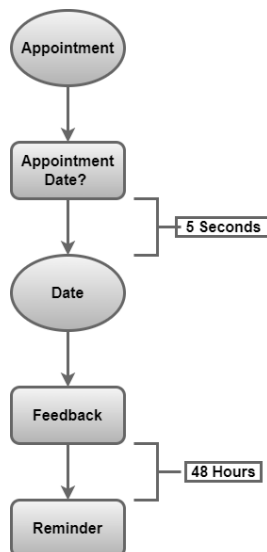 Appointment
Appointment
Date?
5 Seconds
Date
Feedback
48 Hours
Reminder